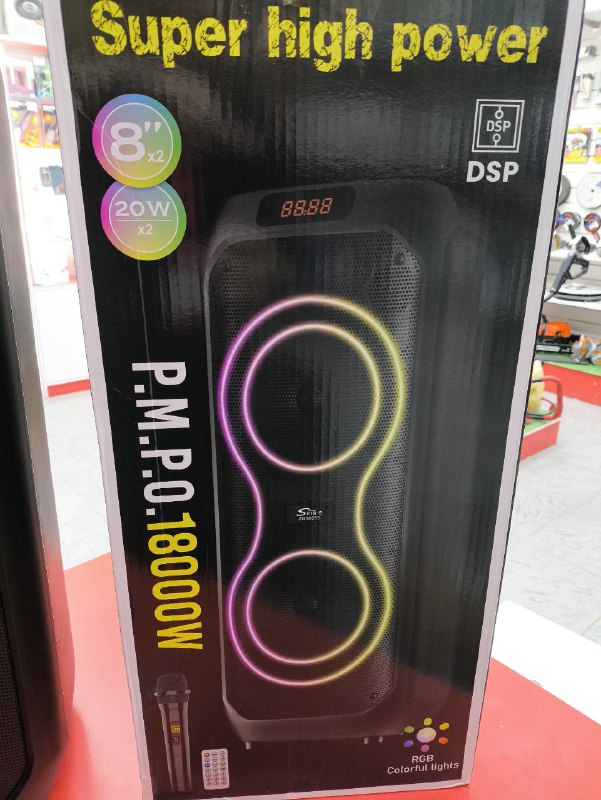 Super high power
8" x2
20W x2
DSP
DSP
88:88
P.M.P.O.18000W
RGB
Colorful lights